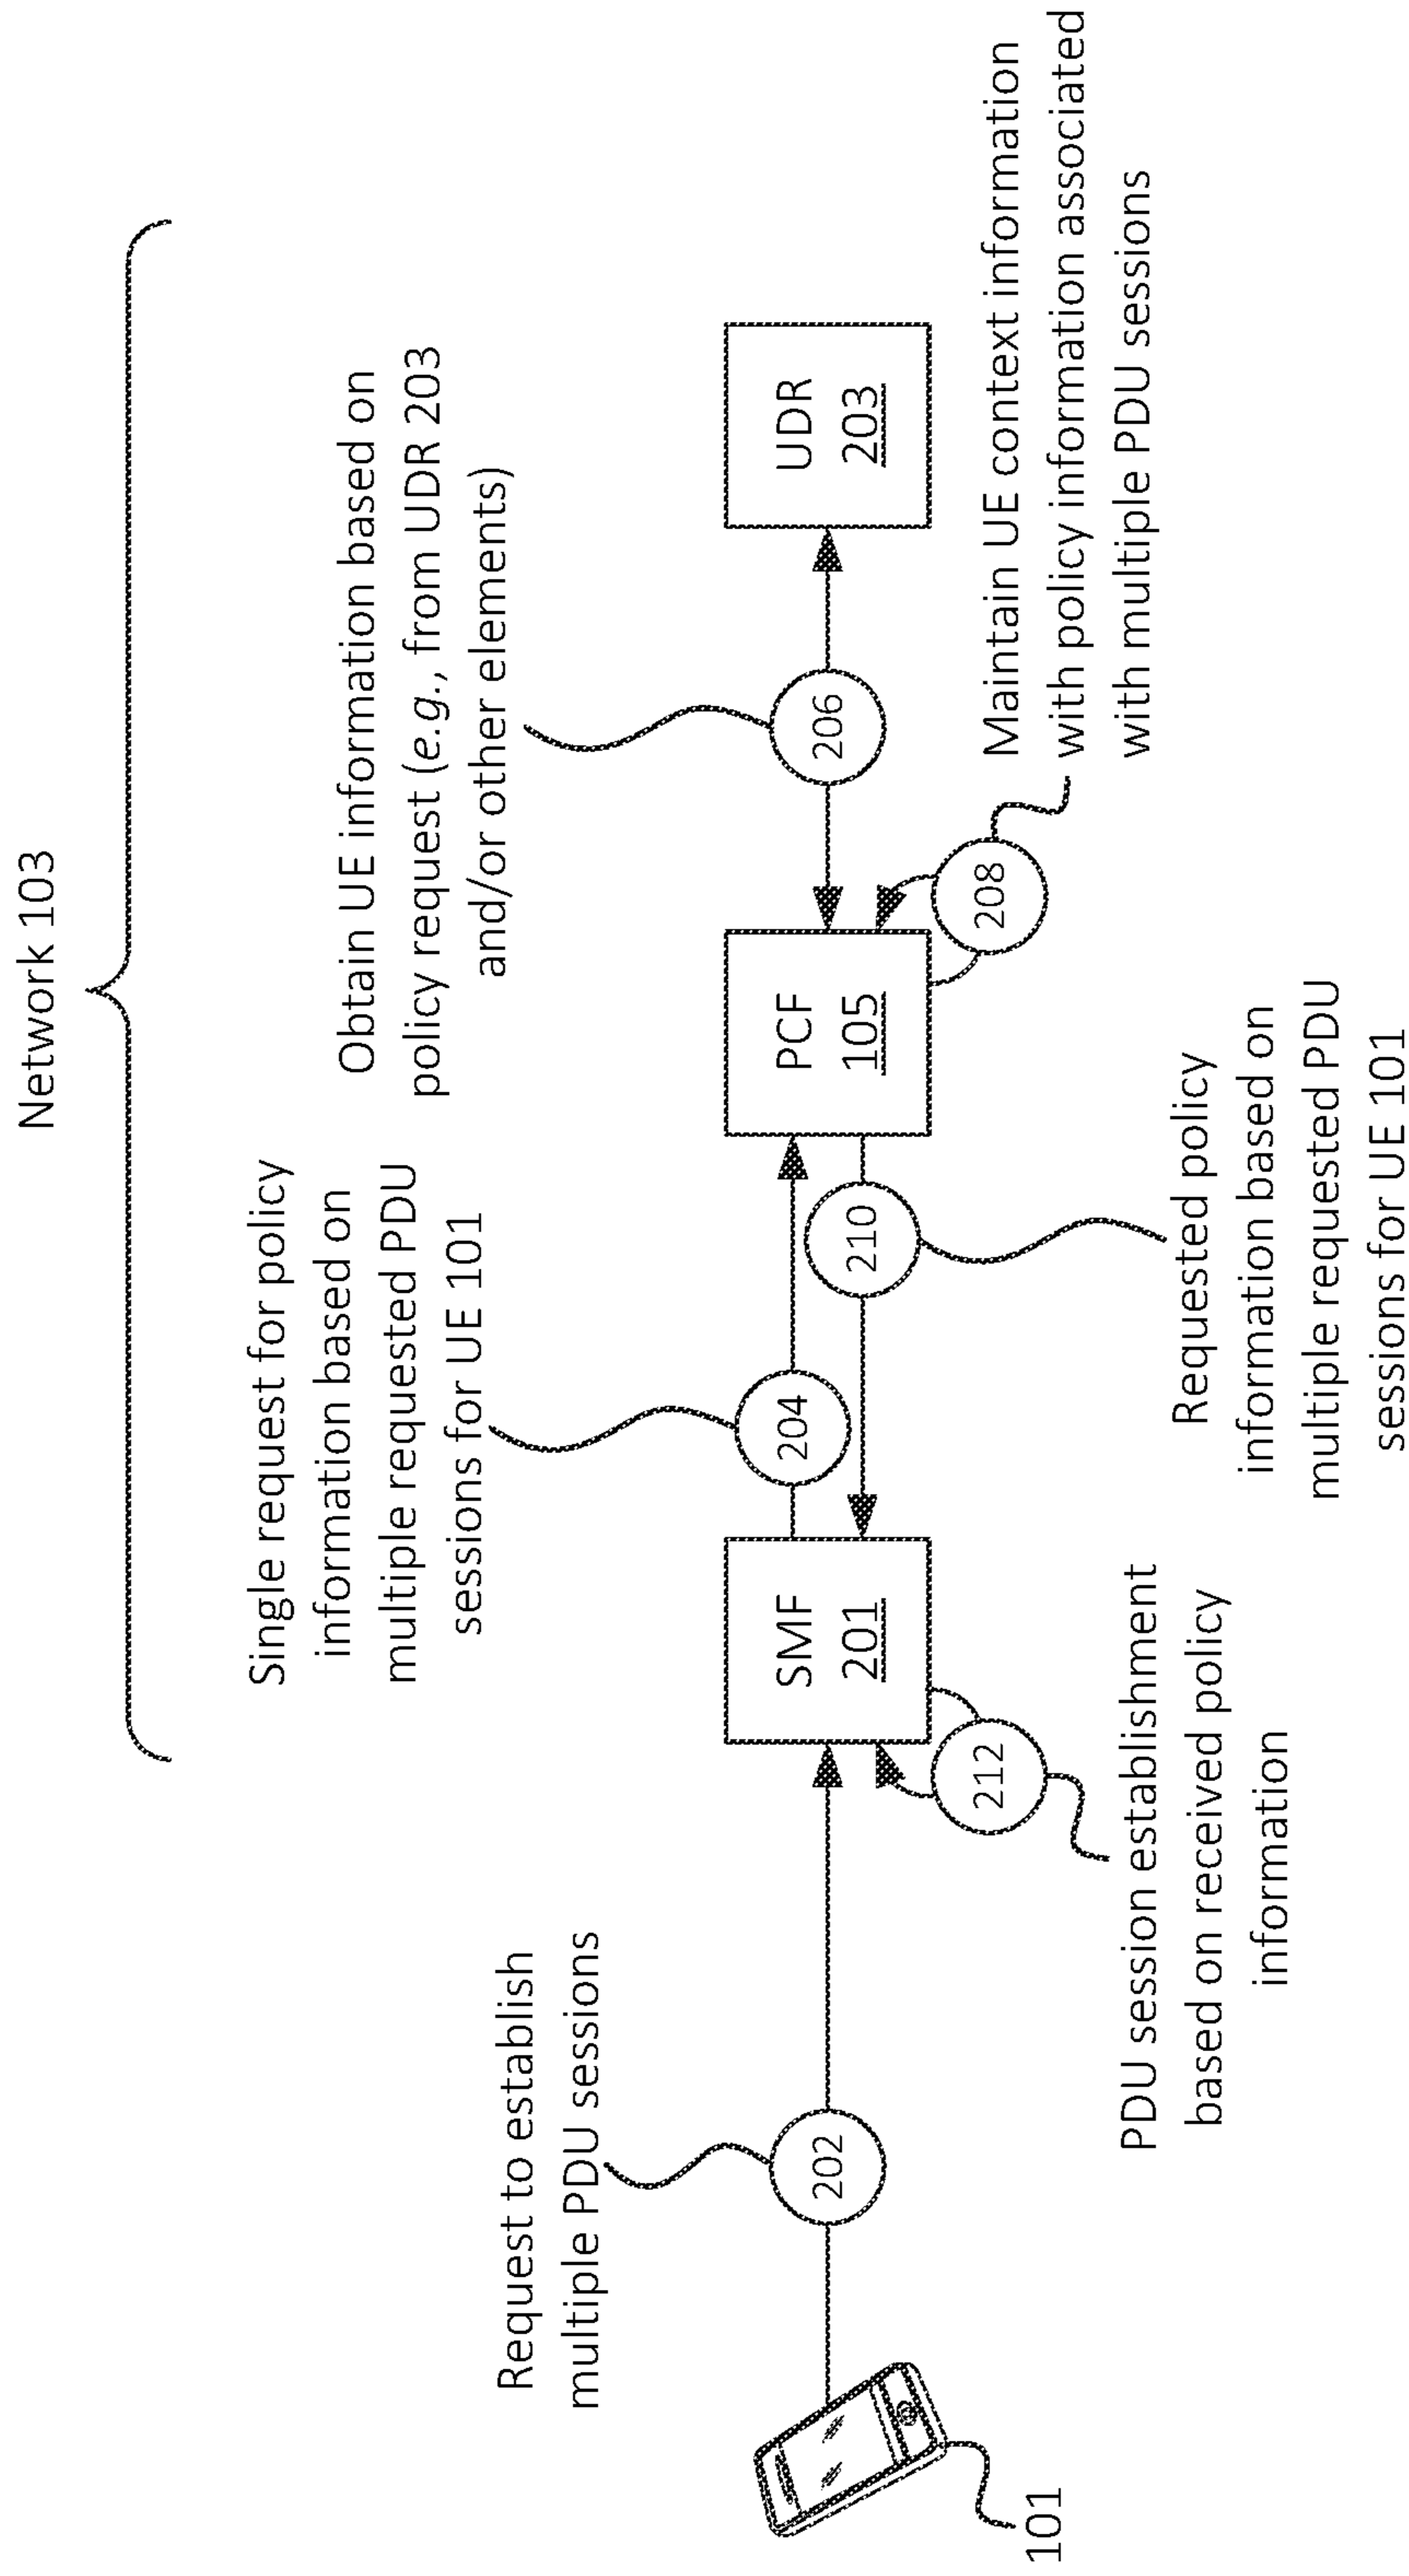 Network 103
Single request for policy
information based on
multiple requested PDU
sessions for UE 101
Obtain UE information based on
policy request (e.g., from UDR 203
and/or other elements)
Request to establish
multiple PDU sessions
202
204
206
SMF
201
PCF
105
UDR
203
210
212
208
101
PDU session establishment
based on received policy
information
Requested policy
information based on
multiple requested PDU
sessions for UE 101
Maintain UE context information
with policy information associated
with multiple PDU sessions